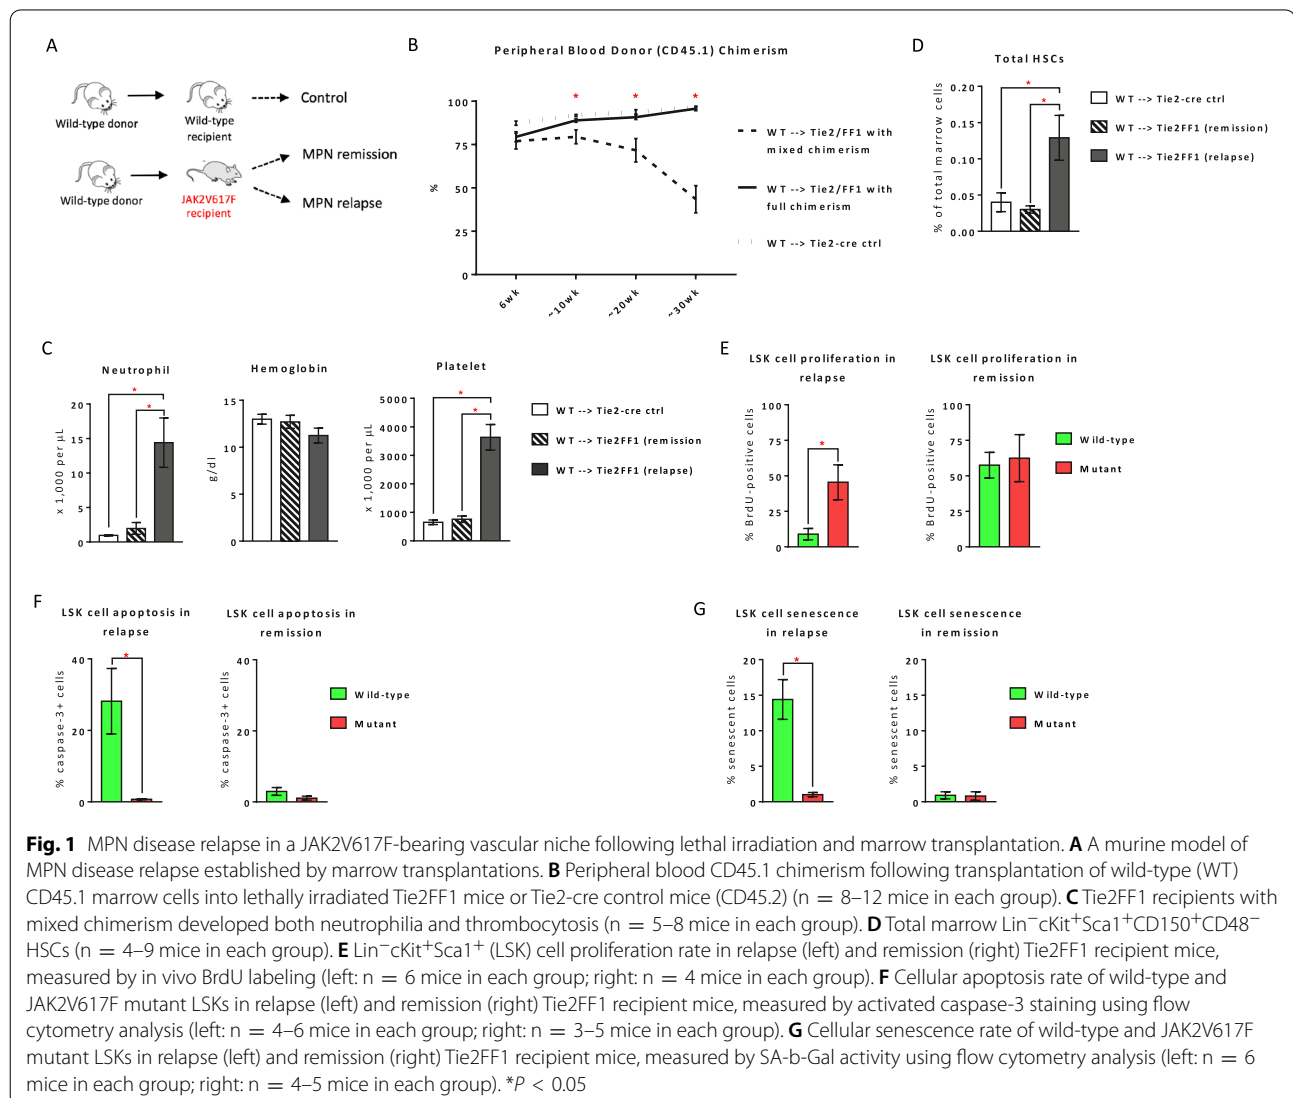 A
Wild-type donor
Wild-type
recipient
Control
Wild-type donor
JAK2V617F
recipient
MPN remission
MPN relapse
B
Peripheral Blood Donor (CD45.1) Chimerism
%
100
75
50
25
0
6wk
~10wk
~20wk
~30wk
*
*
*
WT --> Tie2/FF1 with
mixed chimerism
WT --> Tie2/FF1 with
full chimerism
WT --> Tie2-cre ctrl
D
Total HSCs
% of total marrow cells
0.20
0.15
0.10
0.05
0.00
*
*
WT --> Tie2-cre ctrl
WT --> Tie2FF1 (remission)
WT --> Tie2FF1 (relapse)
C
Neutrophil
x 1,000 per µL
20
15
10
5
0
*
*
Hemoglobin
g/dl
15
10
5
0
Platelet
x 1,000 per µL
5000
4000
3000
2000
1000
0
*
*
WT --> Tie2-cre ctrl
WT --> Tie2FF1 (remission
WT --> Tie2FF1 (relapse)
E
LSK cell proliferation in
relapse
% BrdU-positive cells
100
75
50
25
0
*
LSK cell proliferation in
remission
% BrdU-positive cells
100
75
50
25
0
Wild-type
Mutant
F
LSK cell apoptosis in
relapse
% caspase-3+ cells
40
20
0
*
LSK cell apoptosis in
remission
% caspase-3+ cells
40
20
0
Wild-type
Mutant
G
LSK cell senescence
in relapse
% senescent cells
20
15
10
5
0
*
LSK cell senescence
in remission
% senescent cells
20
15
10
5
0
Wild-type
Mutant
Fig. 1 MPN disease relapse in a JAK2V617F-bearing vascular niche following lethal irradiation and marrow transplantation. A A murine model of
MPN disease relapse established by marrow transplantations. B Peripheral blood CD45.1 chimerism following transplantation of wild-type (WT)
CD45.1 marrow cells into lethally irradiated Tie2FF1 mice or Tie2-cre control mice (CD45.2) (n = 8–12 mice in each group). C Tie2FF1 recipients with
mixed chimerism developed both neutrophilia and thrombocytosis (n = 5–8 mice in each group). D Total marrow Lin⁻cKit⁺Sca1⁺CD150⁺CD48⁻
HSCs (n = 4–9 mice in each group). E Lin⁻cKit⁺Sca1⁺ (LSK) cell proliferation rate in relapse (left) and remission (right) Tie2FF1 recipient mice,
measured by in vivo BrdU labeling (left: n = 6 mice in each group; right: n = 4 mice in each group). F Cellular apoptosis rate of wild-type and
JAK2V617F mutant LSKs in relapse (left) and remission (right) Tie2FF1 recipient mice, measured by activated caspase-3 staining using flow
cytometry analysis (left: n = 4–6 mice in each group; right: n = 3–5 mice in each group). G Cellular senescence rate of wild-type and JAK2V617F
mutant LSKs in relapse (left) and remission (right) Tie2FF1 recipient mice, measured by SA-b-Gal activity using flow cytometry analysis (left: n = 6
mice in each group; right: n = 4–5 mice in each group). *P < 0.05